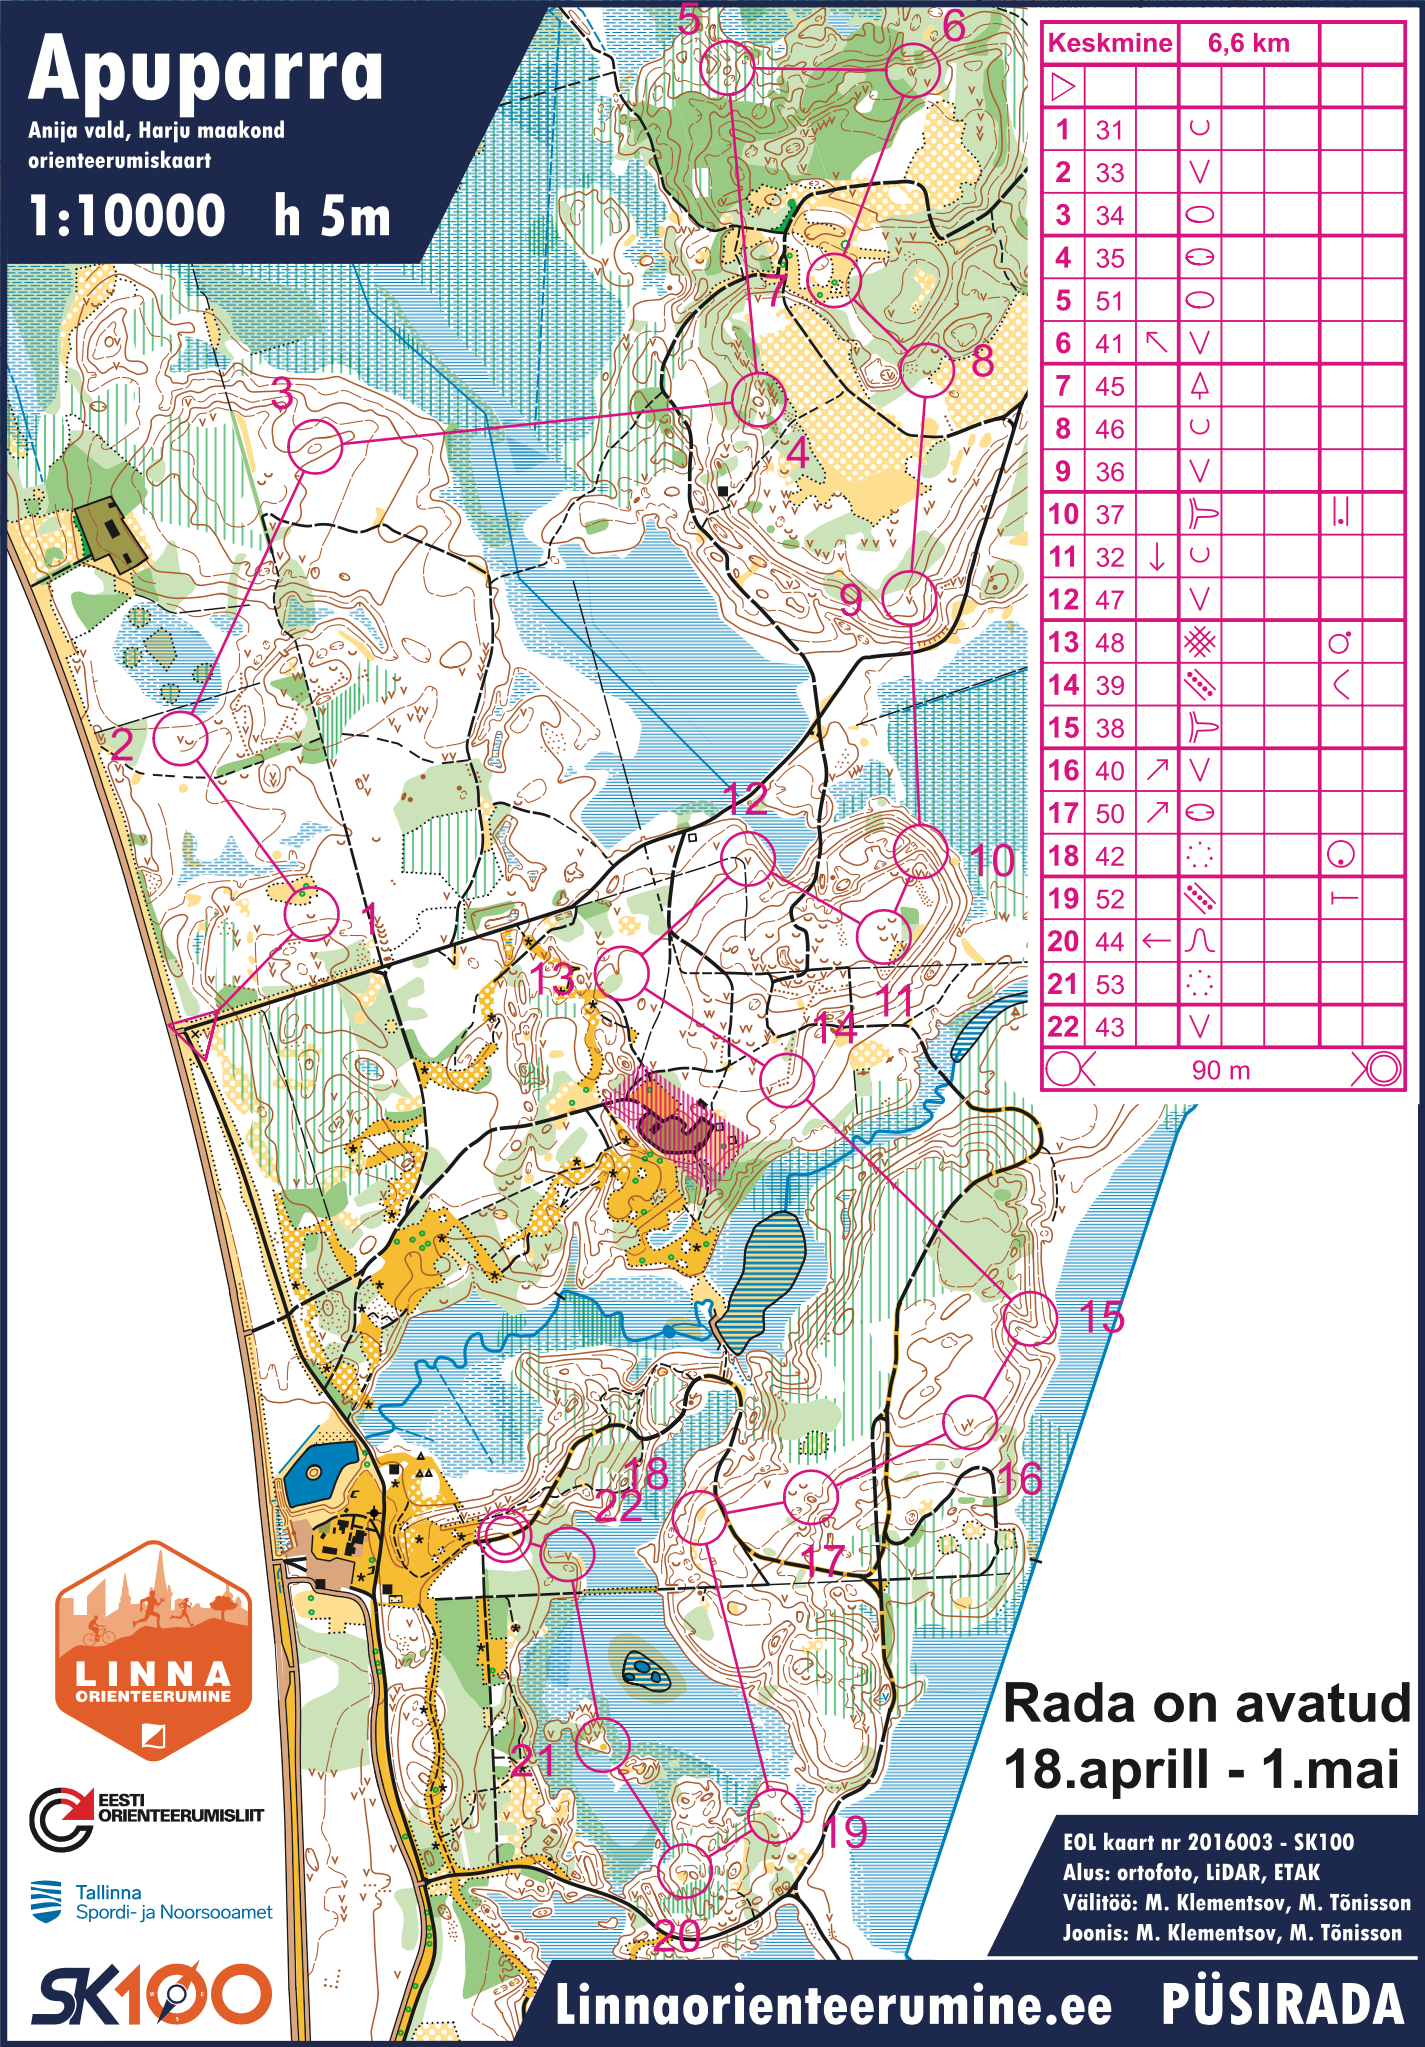 Apuparra
Anija vald, Harju maakond
orienteerumiskaart
1:10000 h 5m
Keskmine 6,6 km
1 31
2 33
3 34
4 35
5 51
6 41
7 45
8 46
9 36
10 37
11 32
12 47
13 48
14 39
15 38
16 40
17 50
18 42
19 52
20 44
21 53
22 43
90 m
5
6
7
8
3
4
9
2
12
10
1
13
11
14
15
18
16
22
17
21
19
20
LINNA
ORIENTEERUMINE
EESTI
ORIENTEERUMISLIIT
Tallinna
Spordi- ja Noorsooamet
SK100
Rada on avatud
18.aprill - 1.mai
EOL kaart nr 2016003 - SK100
Alus: ortofoto, LiDAR, ETAK
Välitöö: M. Klementsov, M. Tõnisson
Joonis: M. Klementsov, M. Tõnisson
Linnaorienteerumine.ee PÜSIRADA